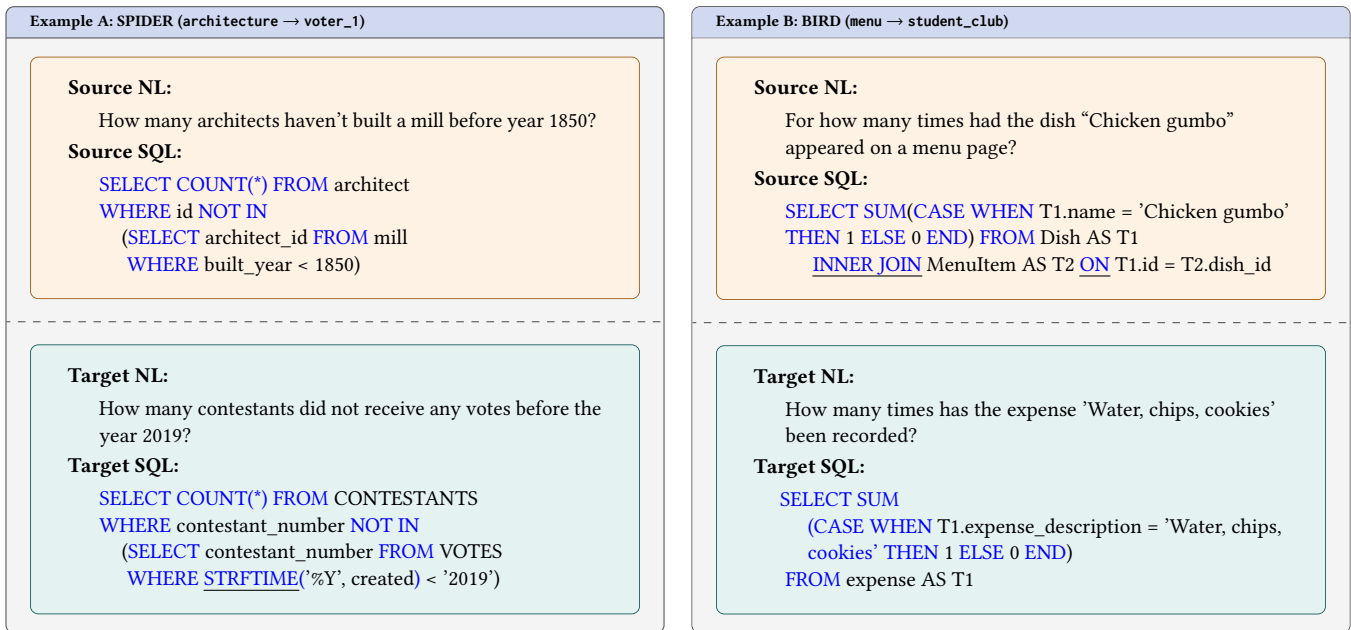 Example A: SPIDER (architecture → voter_1)
Source NL:
How many architects haven't built a mill before year 1850?
Source SQL:
SELECT COUNT(*) FROM architect
WHERE id NOT IN
(SELECT architect_id FROM mill
WHERE built_year < 1850)
Target NL:
How many contestants did not receive any votes before the
year 2019?
Target SQL:
SELECT COUNT(*) FROM CONTESTANTS
WHERE contestant_number NOT IN
(SELECT contestant_number FROM VOTES
WHERE STRFTIME('%Y', created) < '2019')
Example B: BIRD (menu → student_club)
Source NL:
For how many times had the dish “Chicken gumbo”
appeared on a menu page?
Source SQL:
SELECT SUM(CASE WHEN T1.name = ’Chicken gumbo’
THEN 1 ELSE 0 END) FROM Dish AS T1
INNER JOIN MenuItem AS T2 ON T1.id = T2.dish_id
Target NL:
How many times has the expense ’Water, chips, cookies’
been recorded?
Target SQL:
SELECT SUM
(CASE WHEN T1.expense_description = ’Water, chips,
cookies’ THEN 1 ELSE 0 END)
FROM expense AS T1